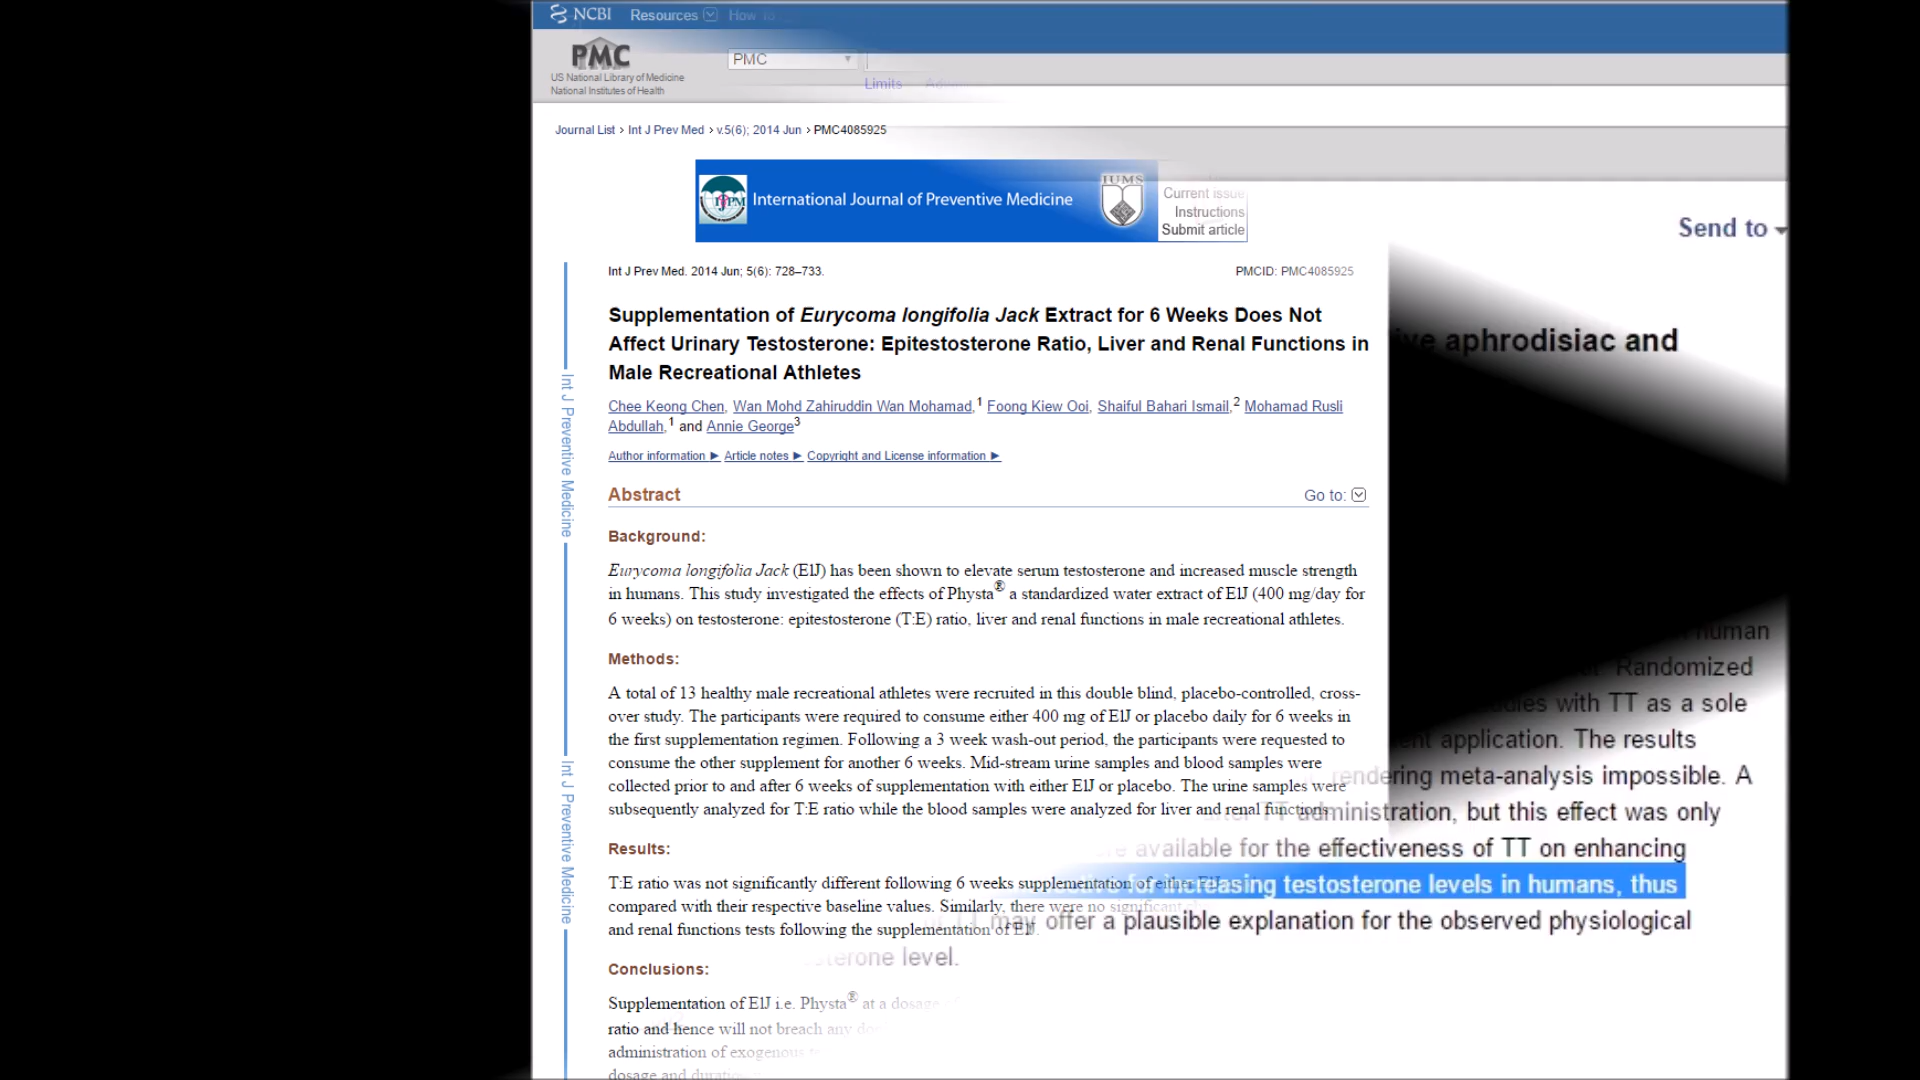 NCBI Resources How To
PMC
US National Library of Medicine
National Institutes of Health
PMC
Limits
Journal List › Int J Prev Med › v.5(6); 2014 Jun › PMC4085925
International Journal of Preventive Medicine
IUMS
Current issue
Instructions
Submit article
Send to
Int J Prev Med. 2014 Jun; 5(6): 728–733.
PMCID: PMC4085925
Supplementation of Eurycoma longifolia Jack Extract for 6 Weeks Does Not
Affect Urinary Testosterone: Epitestosterone Ratio, Liver and Renal Functions in
Male Recreational Athletes
Chee Keong Chen, Wan Mohd Zahiruddin Wan Mohamad,1 Foong Kiew Ooi, Shaiful Bahari Ismail,2 Mohamad Rusli
Abdullah,1 and Annie George3
Author information ► Article notes ► Copyright and License information ►
Abstract
Go to:
Background:
Eurycoma longifolia Jack (ElJ) has been shown to elevate serum testosterone and increased muscle strength
in humans. This study investigated the effects of Physta® a standardized water extract of ElJ (400 mg/day for
6 weeks) on testosterone: epitestosterone (T:E) ratio, liver and renal functions in male recreational athletes.
Methods:
A total of 13 healthy male recreational athletes were recruited in this double blind, placebo-controlled, cross-
over study. The participants were required to consume either 400 mg of ElJ or placebo daily for 6 weeks in
the first supplementation regimen. Following a 3 week wash-out period, the participants were requested to
consume the other supplement for another 6 weeks. Mid-stream urine samples and blood samples were
collected prior to and after 6 weeks of supplementation with either ElJ or placebo. The urine samples were
subsequently analyzed for T:E ratio while the blood samples were analyzed for liver and renal functions.
Results:
T:E ratio was not significantly different following 6 weeks supplementation of either
compared with their respective baseline values. Similarly, there were no significant
and renal functions tests following the supplementation of ElJ.
Conclusions:
Supplementation of ElJ i.e. Physta® at a dosage
ratio and hence will not breach any
administration of exogenous
dosage and
Int J Preventive Medicine
Int J Preventive Medicine
aphrodisiac and
human
Randomized
with TT as a sole
application. The results
rendering meta-analysis impossible. A
after TT administration, but this effect was only
available for the effectiveness of TT on enhancing
for increasing testosterone levels in humans, thus
may offer a plausible explanation for the observed physiological
level.